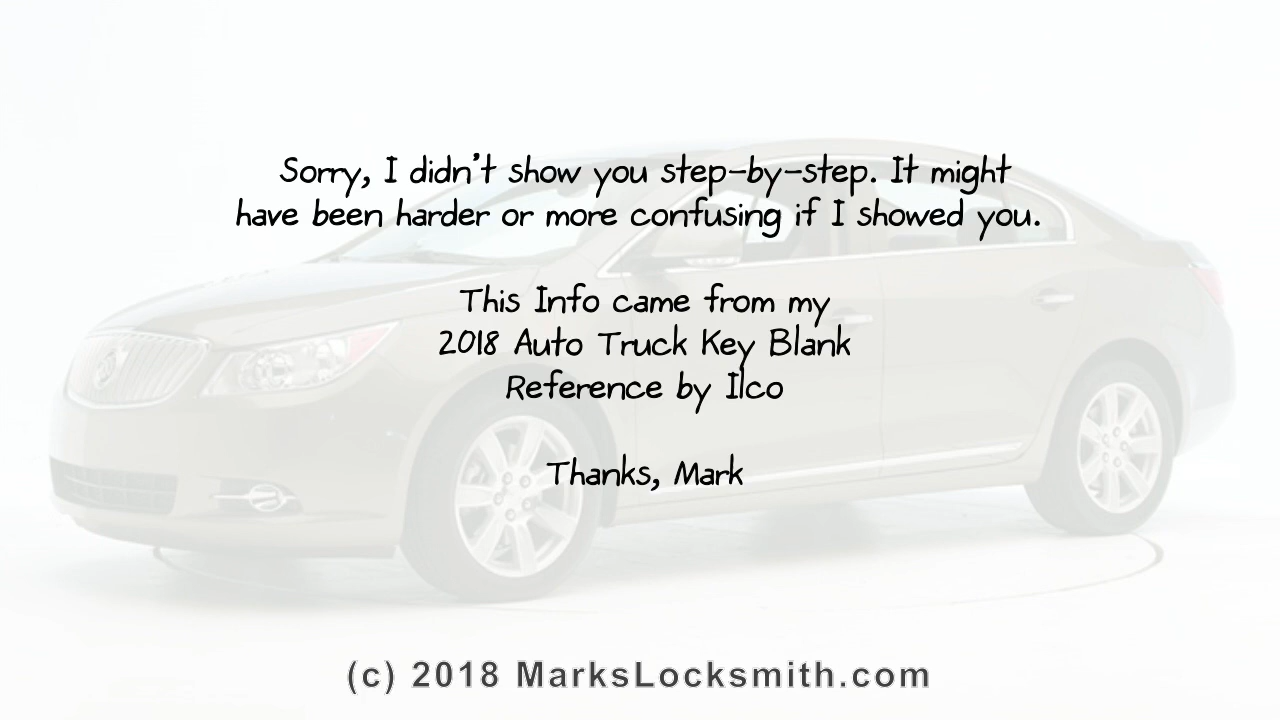 Sorry, I didn't show you step-by-step. It might
have been harder or more confusing if I showed you.
This Info came from my
2018 Auto Truck Key Blank
Reference by Ilco
Thanks, Mark
(c) 2018 MarksLocksmith.com